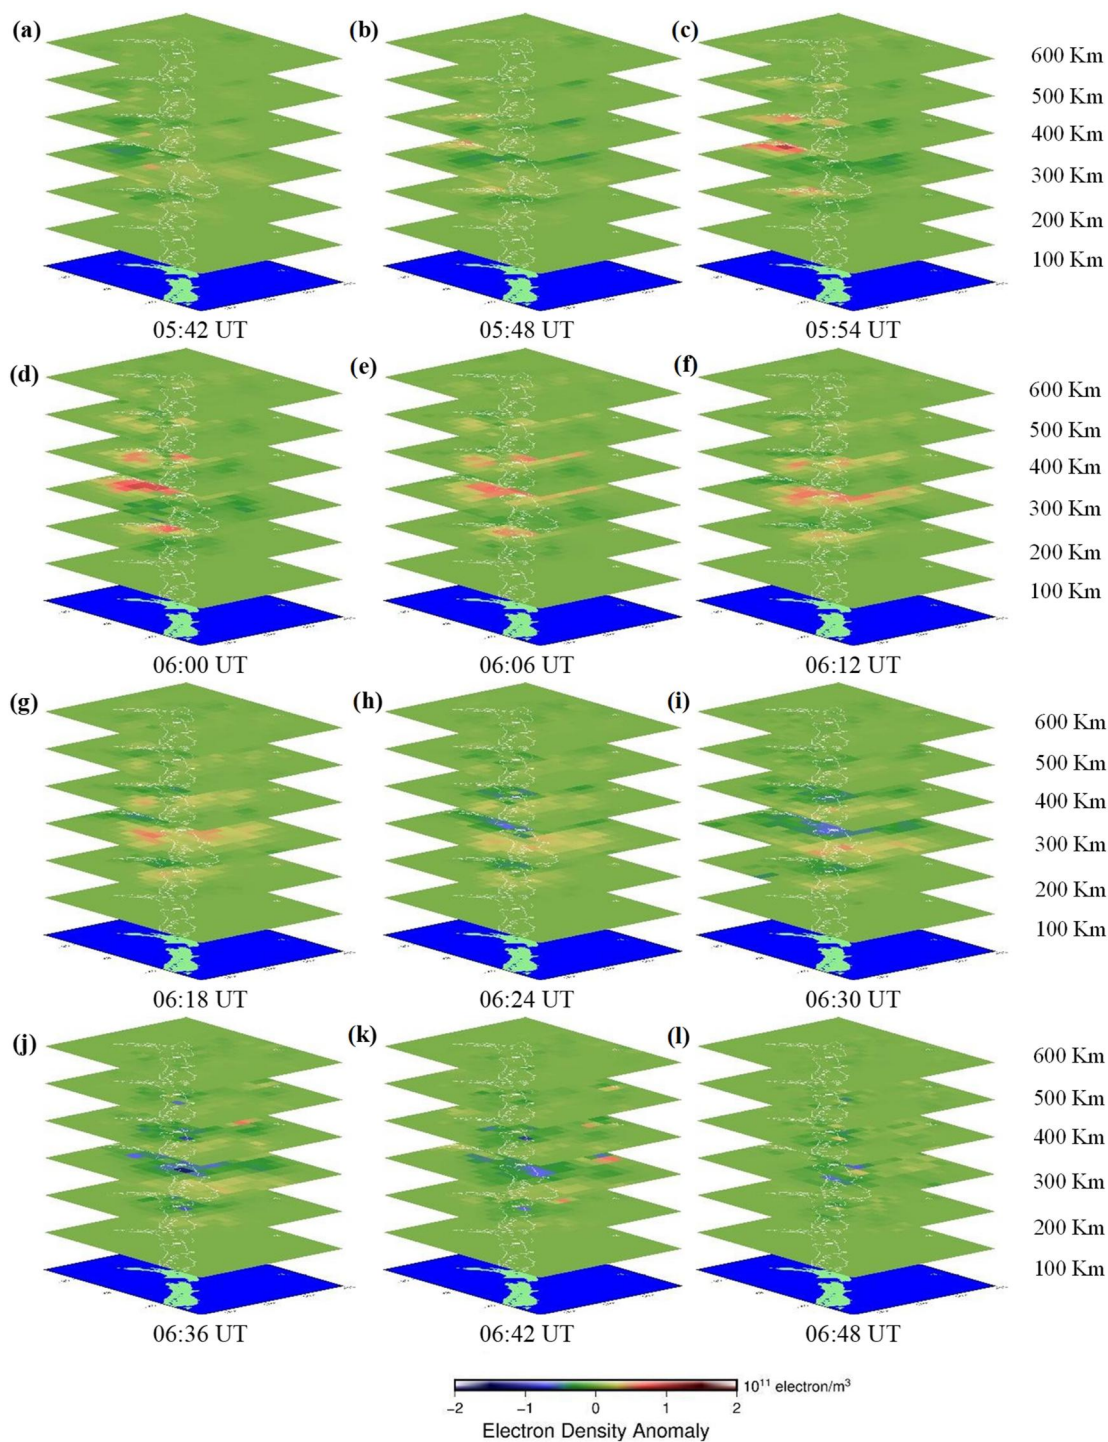 (a) (b) (c)
600 Km
500 Km
400 Km
300 Km
200 Km
100 Km
05:42 UT 05:48 UT 05:54 UT
(d) (e) (f)
600 Km
500 Km
400 Km
300 Km
200 Km
100 Km
06:00 UT 06:06 UT 06:12 UT
(g) (h) (i)
600 Km
500 Km
400 Km
300 Km
200 Km
100 Km
06:18 UT 06:24 UT 06:30 UT
(j) (k) (l)
600 Km
500 Km
400 Km
300 Km
200 Km
100 Km
06:36 UT 06:42 UT 06:48 UT
10¹¹ electron/m³
−2 −1 0 1 2
Electron Density Anomaly